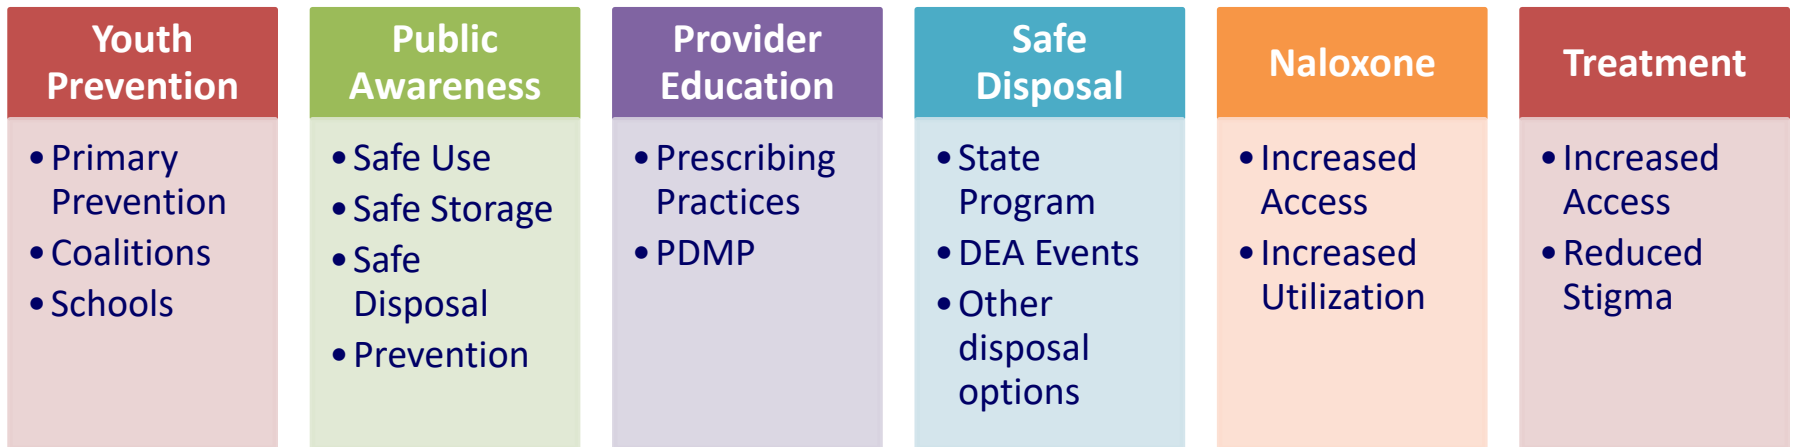 Youth
Prevention
• Primary
Prevention
• Coalitions
• Schools
Public
Awareness
• Safe Use
• Safe Storage
• Safe
Disposal
• Prevention
Provider
Education
• Prescribing
Practices
• PDMP
Safe
Disposal
• State
Program
• DEA Events
• Other
disposal
options
Naloxone
• Increased
Access
• Increased
Utilization
Treatment
• Increased
Access
• Reduced
Stigma